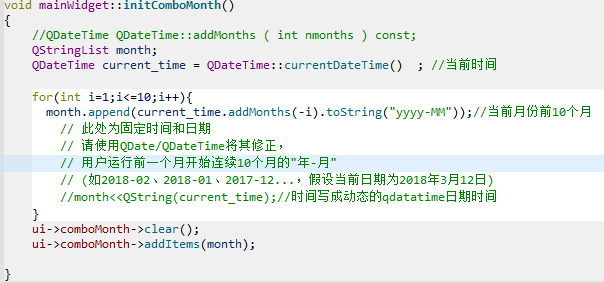 void mainWidget::initComboMonth()
{
    //QDateTime QDateTime::addMonths ( int nmonths ) const;
    QStringList month;
    QDateTime current_time = QDateTime::currentDateTime()  ; //当前时间

    for(int i=1;i<=10;i++){
      month.append(current_time.addMonths(-i).toString("yyyy-MM"));//当前月份前10个月
        // 此处为固定时间和日期
        // 请使用QDate/QDateTime将其修正，
        // 用户运行前一个月开始连续10个月的"年-月"
        // (如2018-02、2018-01、2017-12...，假设当前日期为2018年3月12日)
        //month<<QString(current_time);//时间写成动态的qdatatime日期时间
    }
    ui->comboMonth->clear();
    ui->comboMonth->addItems(month);

}